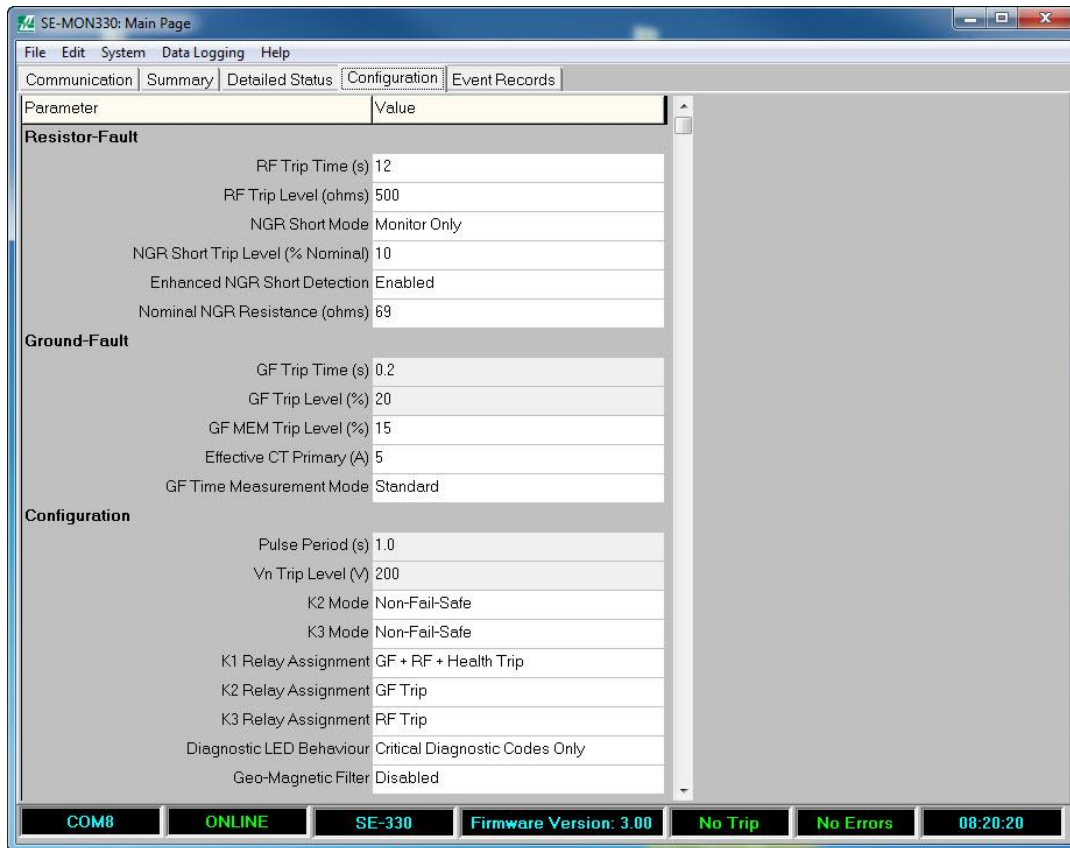 SE-MON330: Main Page
File Edit System Data Logging Help
Communication Summary Detailed Status Configuration Event Records
Parameter Value
Resistor-Fault
RF Trip Time (s) 12
RF Trip Level (ohms) 500
NGR Short Mode Monitor Only
NGR Short Trip Level (% Nominal) 10
Enhanced NGR Short Detection Enabled
Nominal NGR Resistance (ohms) 69
Ground-Fault
GF Trip Time (s) 0.2
GF Trip Level (%) 20
GF MEM Trip Level (%) 15
Effective CT Primary (A) 5
GF Time Measurement Mode Standard
Configuration
Pulse Period (s) 1.0
Vn Trip Level (V) 200
K2 Mode Non-Fail-Safe
K3 Mode Non-Fail-Safe
K1 Relay Assignment GF + RF + Health Trip
K2 Relay Assignment GF Trip
K3 Relay Assignment RF Trip
Diagnostic LED Behaviour Critical Diagnostic Codes Only
Geo-Magnetic Filter Disabled
COM8 ONLINE SE-330 Firmware Version: 3.00 No Trip No Errors 08:20:20